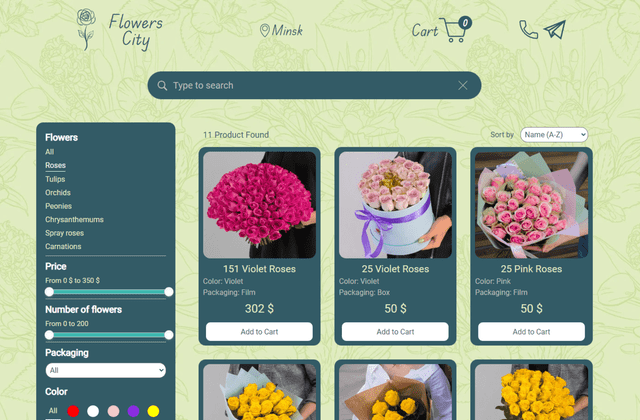 Flowers
City
Minsk
Cart
0
Type to search
Flowers
All
Roses
Tulips
Orchids
Peonies
Chrysanthemums
Spray roses
Carnations
Price
From 0 $ to 350 $
Number of flowers
From 0 to 200
Packaging
All
Color
All
11 Product Found
Sort by
Name (A-Z)
151 Violet Roses
Color: Violet
Packaging: Film
302 $
Add to Cart
25 Violet Roses
Color: Violet
Packaging: Box
50 $
Add to Cart
25 Pink Roses
Color: Pink
Packaging: Film
50 $
Add to Cart